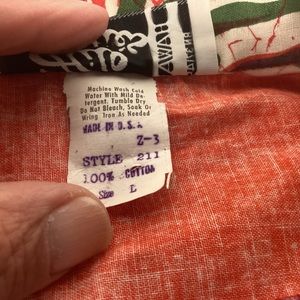 HAWAII
Machine Wash Cold
Water With Mild De-
tergent. Tumble Dry
Do Not Bleach, Soak Or
Wring Iron As Needed
MADE IN U.S.A
Z-3
STYLE 211
100% COTTON
Size L